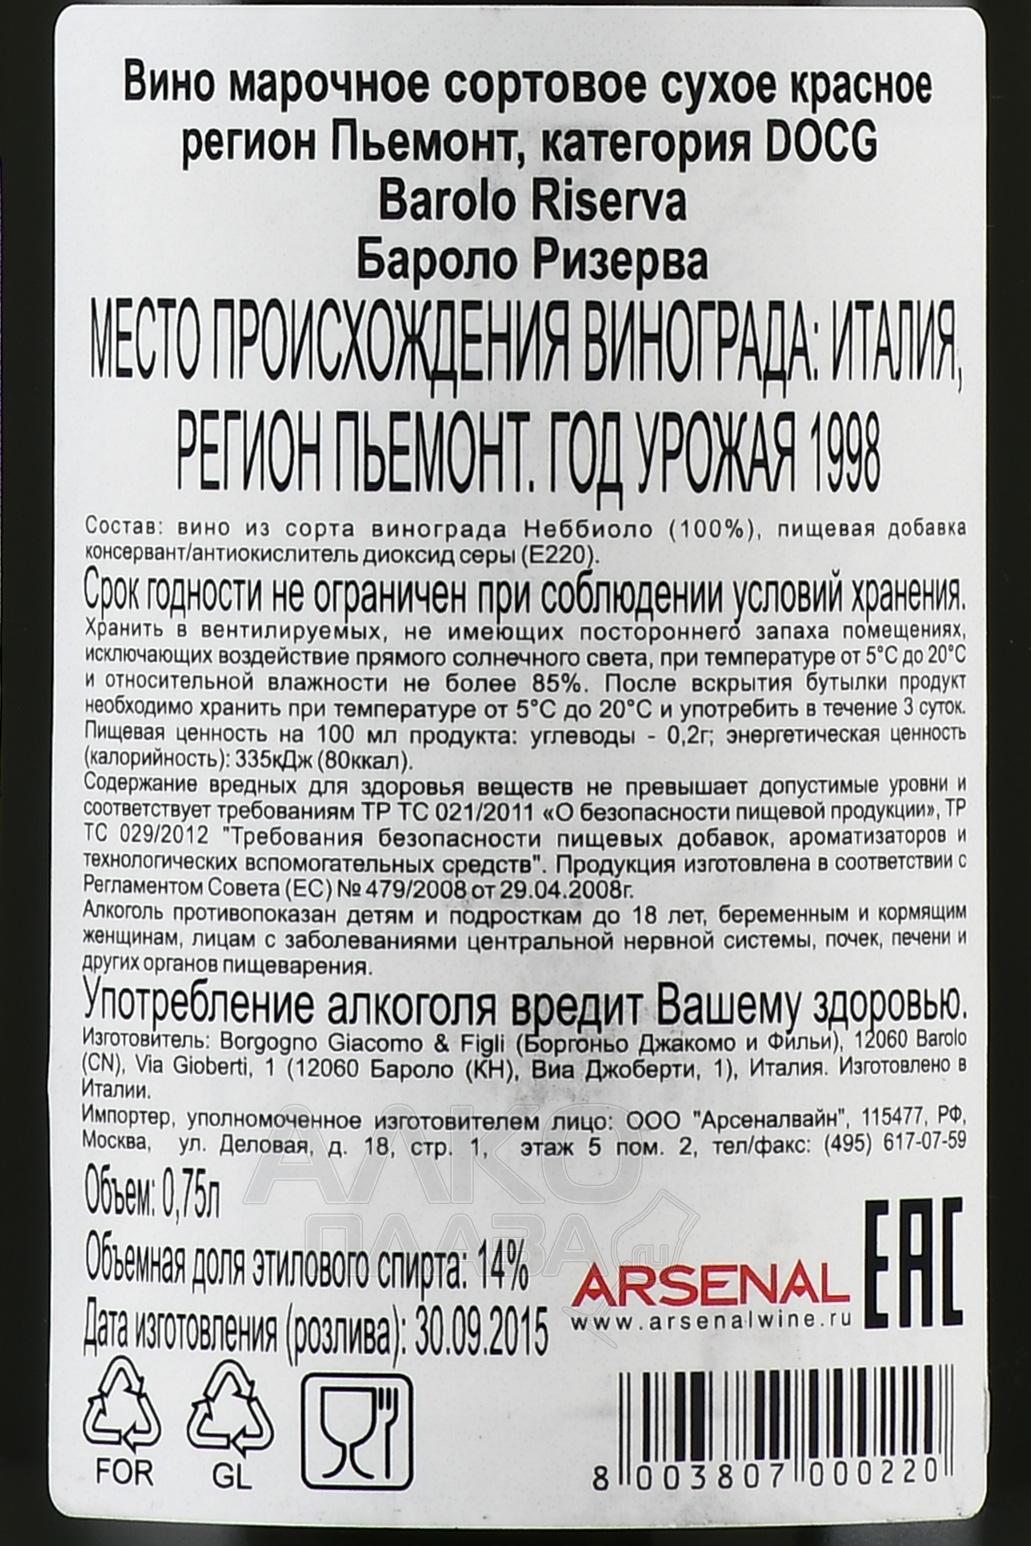 Вино марочное сортовое сухое красное
регион Пьемонт, категория DOCG
Barolo Riserva
Бароло Ризерва
МЕСТО ПРОИСХОЖДЕНИЯ ВИНОГРАДА: ИТАЛИЯ,
РЕГИОН ПЬЕМОНТ. ГОД УРОЖАЯ 1998
Состав: вино из сорта винограда Неббиоло (100%), пищевая добавка
консервант/антиокислитель диоксид серы (Е220).
Срок годности не ограничен при соблюдении условий хранения.
Хранить в вентилируемых, не имеющих постороннего запаха помещениях,
исключающих воздействие прямого солнечного света, при температуре от 5°С до 20°С
и относительной влажности не более 85%. После вскрытия бутылки продукт
необходимо хранить при температуре от 5°С до 20°С и употребить в течение 3 суток.
Пищевая ценность на 100 мл продукта: углеводы - 0,2г; энергетическая ценность
(калорийность): 335кДж (80ккал).
Содержание вредных для здоровья веществ не превышает допустимые уровни и
соответствует требованиям ТР ТС 021/2011 «О безопасности пищевой продукции», ТР
ТС 029/2012 "Требования безопасности пищевых добавок, ароматизаторов и
технологических вспомогательных средств". Продукция изготовлена в соответствии с
Регламентом Совета (ЕС) № 479/2008 от 29.04.2008г.
Алкоголь противопоказан детям и подросткам до 18 лет, беременным и кормящим
женщинам, лицам с заболеваниями центральной нервной системы, почек, печени и
других органов пищеварения.
Употребление алкоголя вредит Вашему здоровью.
Изготовитель: Borgogno Giacomo & Figli (Боргоньо Джакомо и Фильи), 12060 Barolo
(CN), Via Gioberti, 1 (12060 Бароло (КН), Виа Джоберти, 1), Италия. Изготовлено в
Италии.
Импортер, уполномоченное изготовителем лицо: ООО "Арсеналвайн", 115477, РФ,
Москва, ул. Деловая, д. 18, стр. 1, этаж 5 пом. 2, тел/факс: (495) 617-07-59
АЛКО
ПЛАЗА.ru
Объем: 0,75л
Объемная доля этилового спирта: 14%
Дата изготовления (розлива): 30.09.2015
ARSENAL
www.arsenalwine.ru
EAC
FOR
GL
8 003807 000220